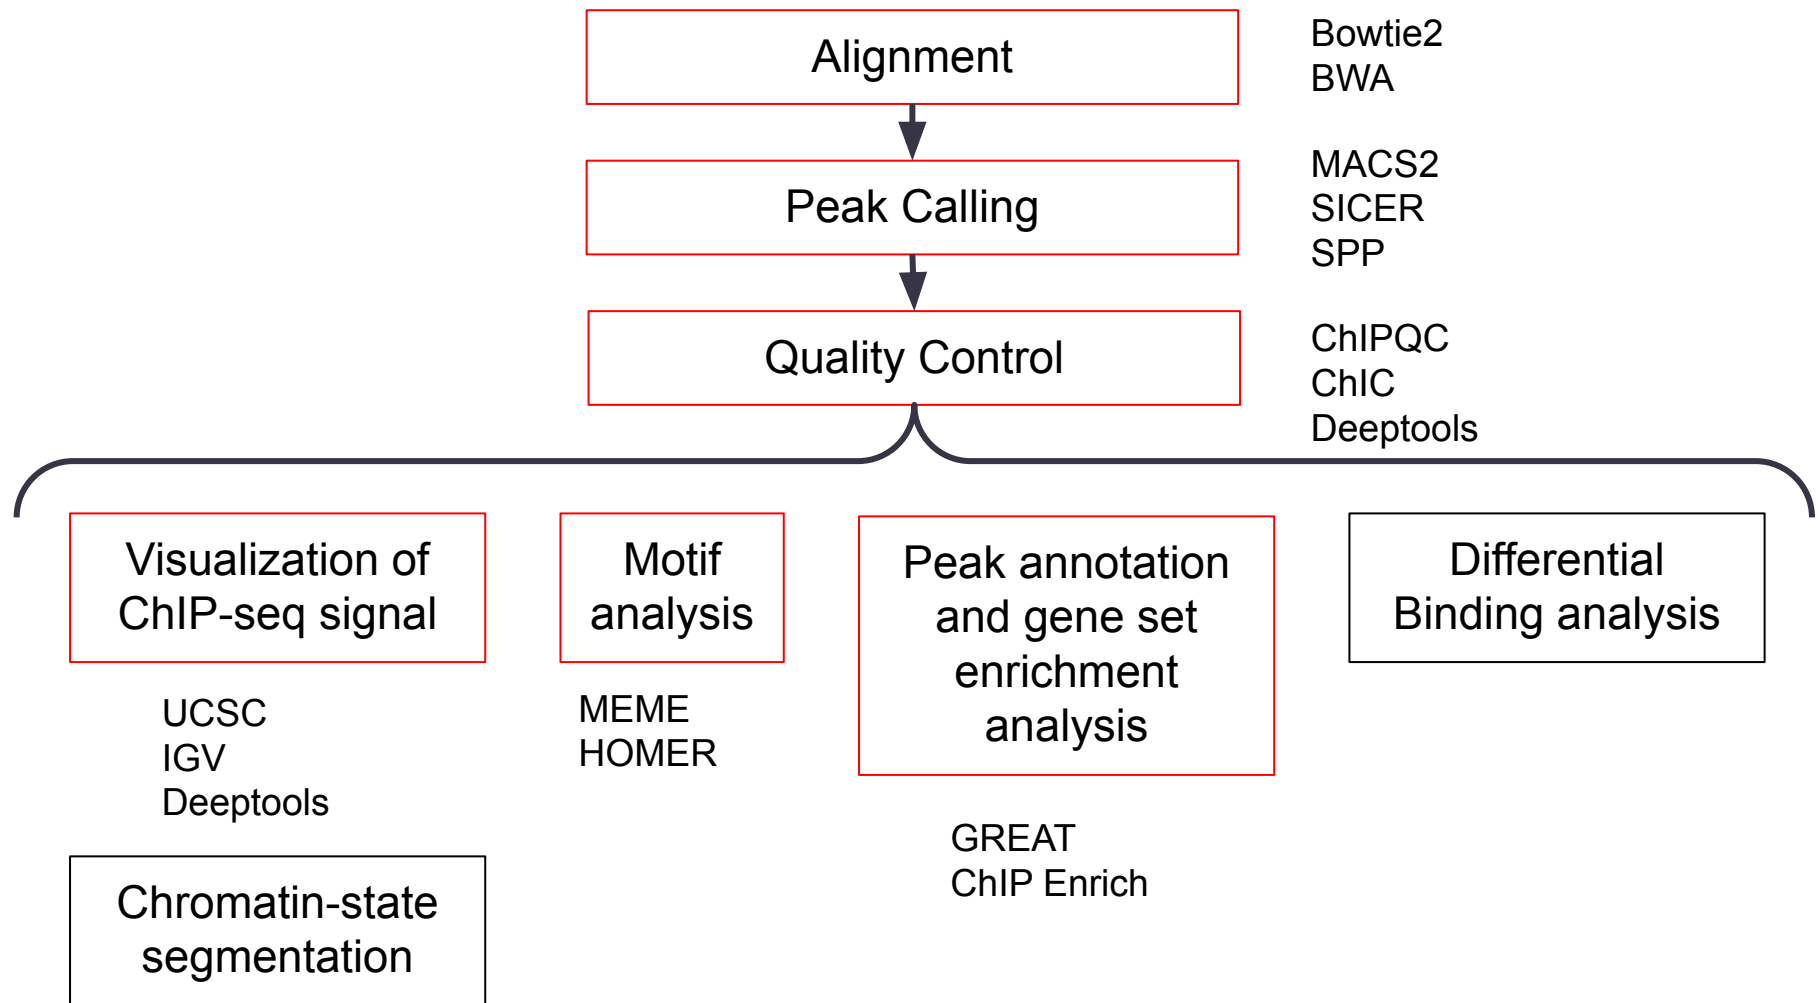 Alignment
Bowtie2
BWA
Peak Calling
MACS2
SICER
SPP
Quality Control
ChIPQC
ChIC
Deeptools
Visualization of
ChIP-seq signal
UCSC
IGV
Deeptools
Motif
analysis
MEME
HOMER
Peak annotation
and gene set
enrichment
analysis
GREAT
ChIP Enrich
Differential
Binding analysis
Chromatin-state
segmentation